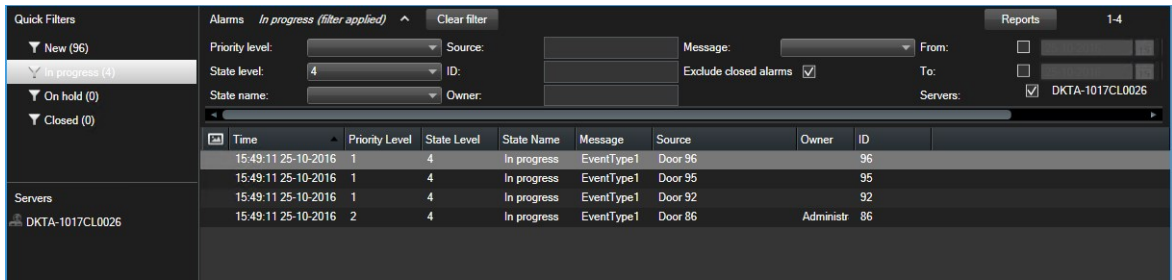 Quick Filters
New (96)
In progress (4)
On hold (0)
Closed (0)
Servers
DKTA-1017CL0026
Alarms In progress (filter applied) Clear filter Reports 1-4
Priority level: Source: Message: From:
State level: 4 ID: Exclude closed alarms To:
State name: Owner: Servers: DKTA-1017CL0026
Time Priority Level State Level State Name Message Source Owner ID
15:49:11 25-10-2016 1 4 In progress EventType1 Door 96 96
15:49:11 25-10-2016 1 4 In progress EventType1 Door 95 95
15:49:11 25-10-2016 1 4 In progress EventType1 Door 92 92
15:49:11 25-10-2016 2 4 In progress EventType1 Door 86 Administr 86